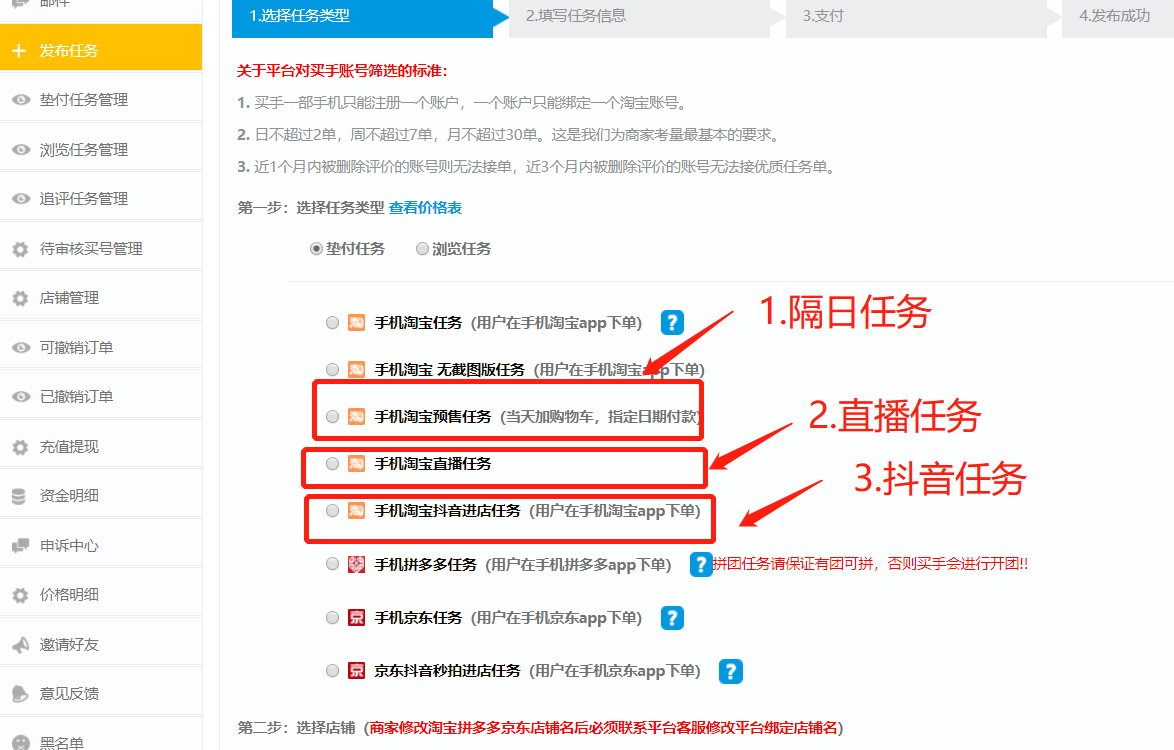 邮件
1.选择任务类型
2.填写任务信息
3.支付
4.发布成功
发布任务
垫付任务管理
浏览任务管理
追评任务管理
待审核买号管理
店铺管理
可撤销订单
已撤销订单
充值提现
资金明细
申诉中心
价格明细
邀请好友
意见反馈
黑名单
关于平台对买手账号筛选的标准：
1. 买手一部手机只能注册一个账户，一个账户只能绑定一个淘宝账号。
2. 日不超过2单，周不超过7单，月不超过30单。这是我们为商家考量最基本的要求。
3. 近1个月内被删除评价的账号则无法接单，近3个月内被删除评价的账号无法接优质任务单。
第一步：选择任务类型 查看价格表
垫付任务 浏览任务
淘 手机淘宝任务（用户在手机淘宝app下单） ?
1.隔日任务
淘 手机淘宝 无截图版任务（用户在手机淘宝app下单）
淘 手机淘宝预售任务（当天加购物车，指定日期付款）
2.直播任务
淘 手机淘宝直播任务
3.抖音任务
淘 手机淘宝抖音进店任务（用户在手机淘宝app下单）
手机拼多多任务（用户在手机拼多多app下单） ? 拼团任务请保证有团可拼，否则买手会进行开团!!
京 手机京东任务（用户在手机京东app下单） ?
京 京东抖音秒拍进店任务（用户在手机京东app下单） ?
第二步：选择店铺（商家修改淘宝拼多多京东店铺名后必须联系平台客服修改平台绑定店铺名）